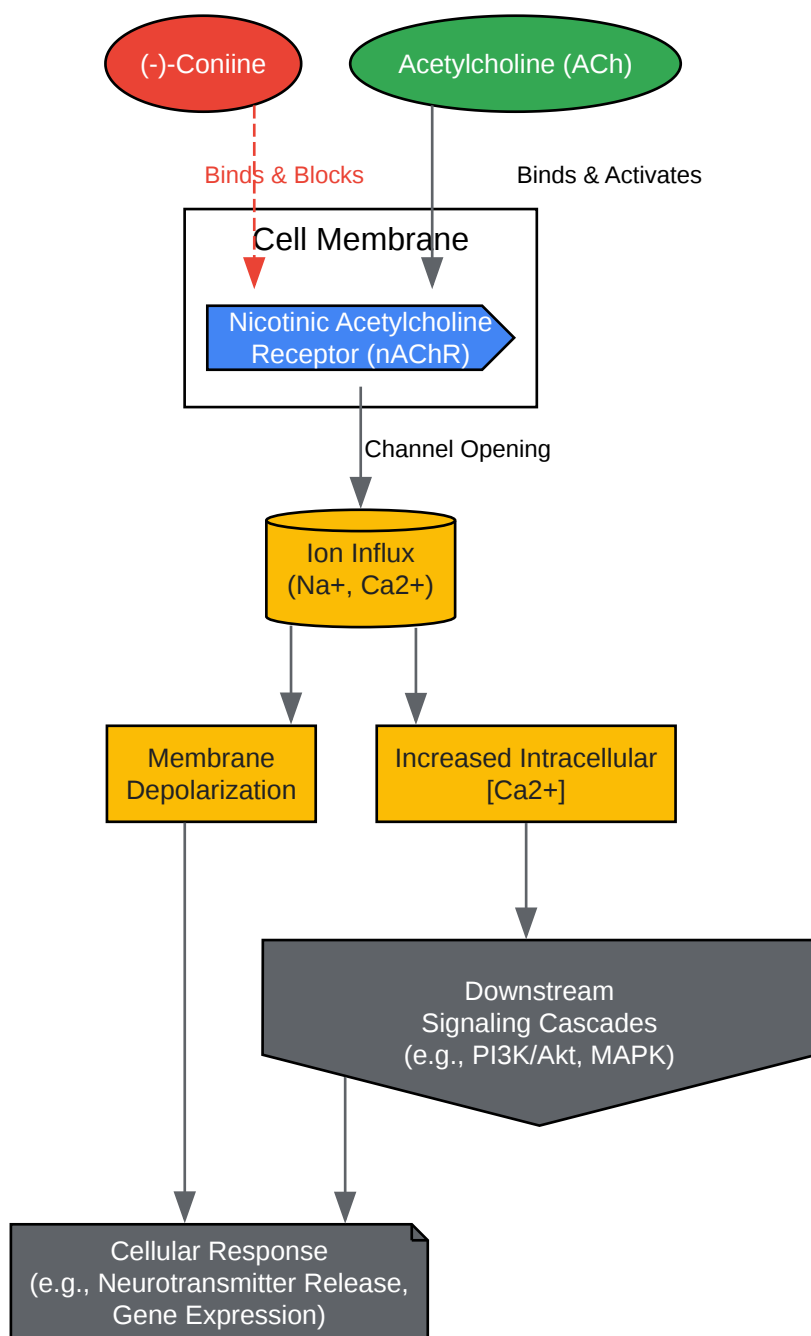 (-)-Coniine
Acetylcholine (ACh)
Binds & Blocks
Binds & Activates
Cell Membrane
Nicotinic Acetylcholine
Receptor (nAChR)
Channel Opening
Ion Influx
(Na+, Ca2+)
Membrane
Depolarization
Increased Intracellular
[Ca2+]
Downstream
Signaling Cascades
(e.g., PI3K/Akt, MAPK)
Cellular Response
(e.g., Neurotransmitter Release,
Gene Expression)